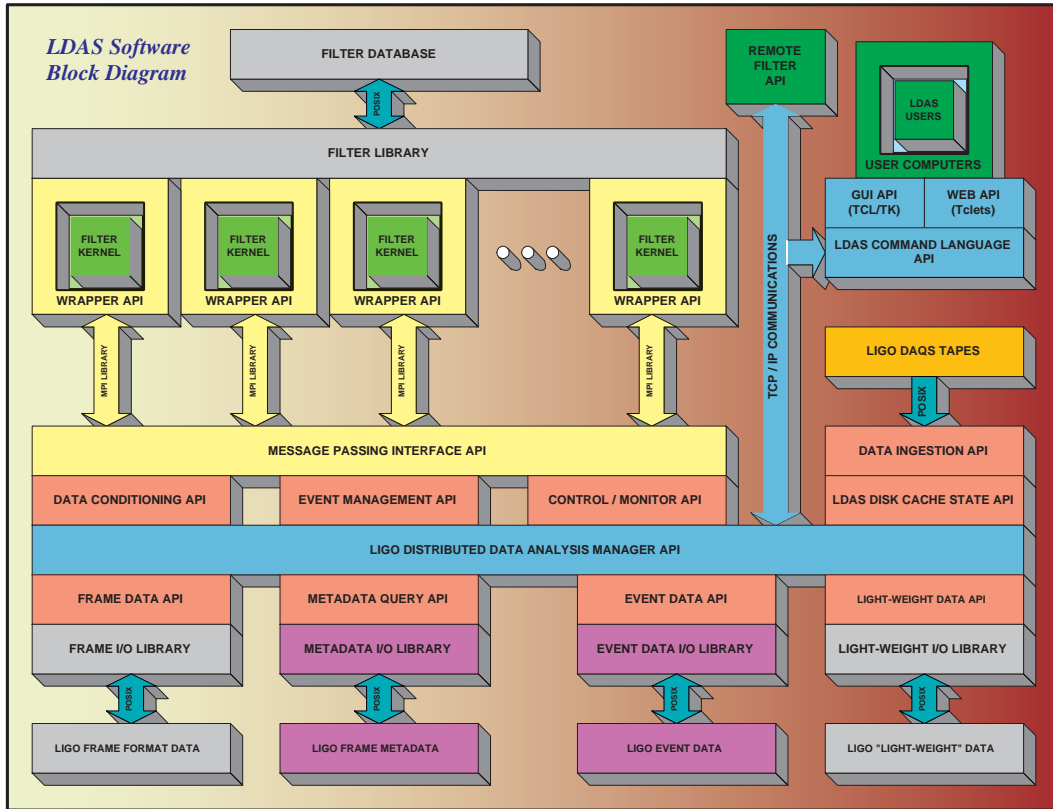 LDAS Software
Block Diagram
FILTER DATABASE
REMOTE
FILTER
API
LDAS
USERS
USER COMPUTERS
POSIX
FILTER LIBRARY
GUI API
(TCL/TK)
WEB API
(Tclets)
LDAS COMMAND LANGUAGE
API
FILTER
KERNEL
WRAPPER API
FILTER
KERNEL
WRAPPER API
FILTER
KERNEL
WRAPPER API
FILTER
KERNEL
WRAPPER API
TCP / IP COMMUNICATIONS
MPI LIBRARY
MPI LIBRARY
MPI LIBRARY
MPI LIBRARY
LIGO DAQS TAPES
POSIX
MESSAGE PASSING INTERFACE API
DATA INGESTION API
DATA CONDITIONING API
EVENT MANAGEMENT API
CONTROL / MONITOR API
LDAS DISK CACHE STATE API
LIGO DISTRIBUTED DATA ANALYSIS MANAGER API
FRAME DATA API
METADATA QUERY API
EVENT DATA API
LIGHT-WEIGHT DATA API
FRAME I/O LIBRARY
METADATA I/O LIBRARY
EVENT DATA I/O LIBRARY
LIGHT-WEIGHT I/O LIBRARY
POSIX
POSIX
POSIX
POSIX
LIGO FRAME FORMAT DATA
LIGO FRAME METADATA
LIGO EVENT DATA
LIGO "LIGHT-WEIGHT" DATA